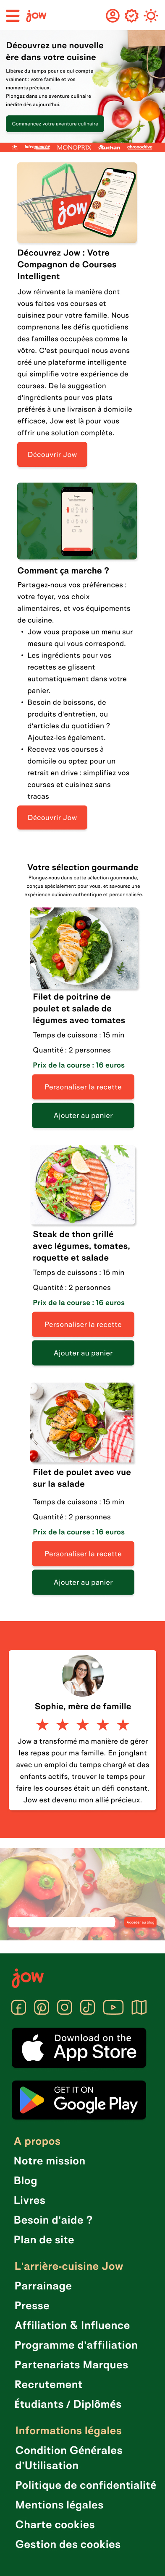 jow
Découvrez une nouvelle
ère dans votre cuisine
Libérez du temps pour ce qui compte
vraiment : votre famille et vos
moments précieux.
Plongez dans une aventure culinaire
inédite dès aujourd'hui.
Commencez votre aventure culinaire
Intermarché MONOPRIX Auchan chronodrive
jow
Découvrez Jow : Votre
Compagnon de Courses
Intelligent
Jow réinvente la manière dont
vous faites vos courses et
cuisinez pour votre famille. Nous
comprenons les défis quotidiens
des familles occupées comme la
vôtre. C'est pourquoi nous avons
créé une plateforme intelligente
qui simplifie votre expérience de
courses. De la suggestion
d'ingrédients pour vos plats
préférés à une livraison à domicile
efficace, Jow est là pour vous
offrir une solution complète.
Découvrir Jow
Comment ça marche ?
Partagez-nous vos préférences :
votre foyer, vos choix
alimentaires, et vos équipements
de cuisine.
• Jow vous propose un menu sur
mesure qui vous correspond.
• Les ingrédients pour vos
recettes se glissent
automatiquement dans votre
panier.
• Besoin de boissons, de
produits d'entretien, ou
d'articles du quotidien ?
Ajoutez-les également.
• Recevez vos courses à
domicile ou optez pour un
retrait en drive : simplifiez vos
courses et cuisinez sans
tracas
Découvrir Jow
Votre sélection gourmande
Plongez-vous dans cette sélection gourmande,
conçue spécialement pour vous, et savourez une
expérience culinaire authentique et personnalisée.
Filet de poitrine de
poulet et salade de
légumes avec tomates
Temps de cuissons : 15 min
Quantité : 2 personnes
Prix de la course : 16 euros
Personaliser la recette
Ajouter au panier
Steak de thon grillé
avec légumes, tomates,
roquette et salade
Temps de cuissons : 15 min
Quantité : 2 personnes
Prix de la course : 16 euros
Personaliser la recette
Ajouter au panier
Filet de poulet avec vue
sur la salade
Temps de cuissons : 15 min
Quantité : 2 personnes
Prix de la course : 16 euros
Personaliser la recette
Ajouter au panier
Sophie, mère de famille
Jow a transformé ma manière de gérer
les repas pour ma famille. En jonglant
avec un emploi du temps chargé et des
enfants actifs, trouver le temps pour
faire les courses était un défi constant.
Jow est devenu mon allié précieux.
Accéder au blog
jow
Download on the
App Store
GET IT ON
Google Play
A propos
Notre mission
Blog
Livres
Besoin d'aide ?
Plan de site
L'arrière-cuisine Jow
Parrainage
Presse
Affiliation & Influence
Programme d'affiliation
Partenariats Marques
Recrutement
Étudiants / Diplômés
Informations légales
Condition Générales
d'Utilisation
Politique de confidentialité
Mentions légales
Charte cookies
Gestion des cookies